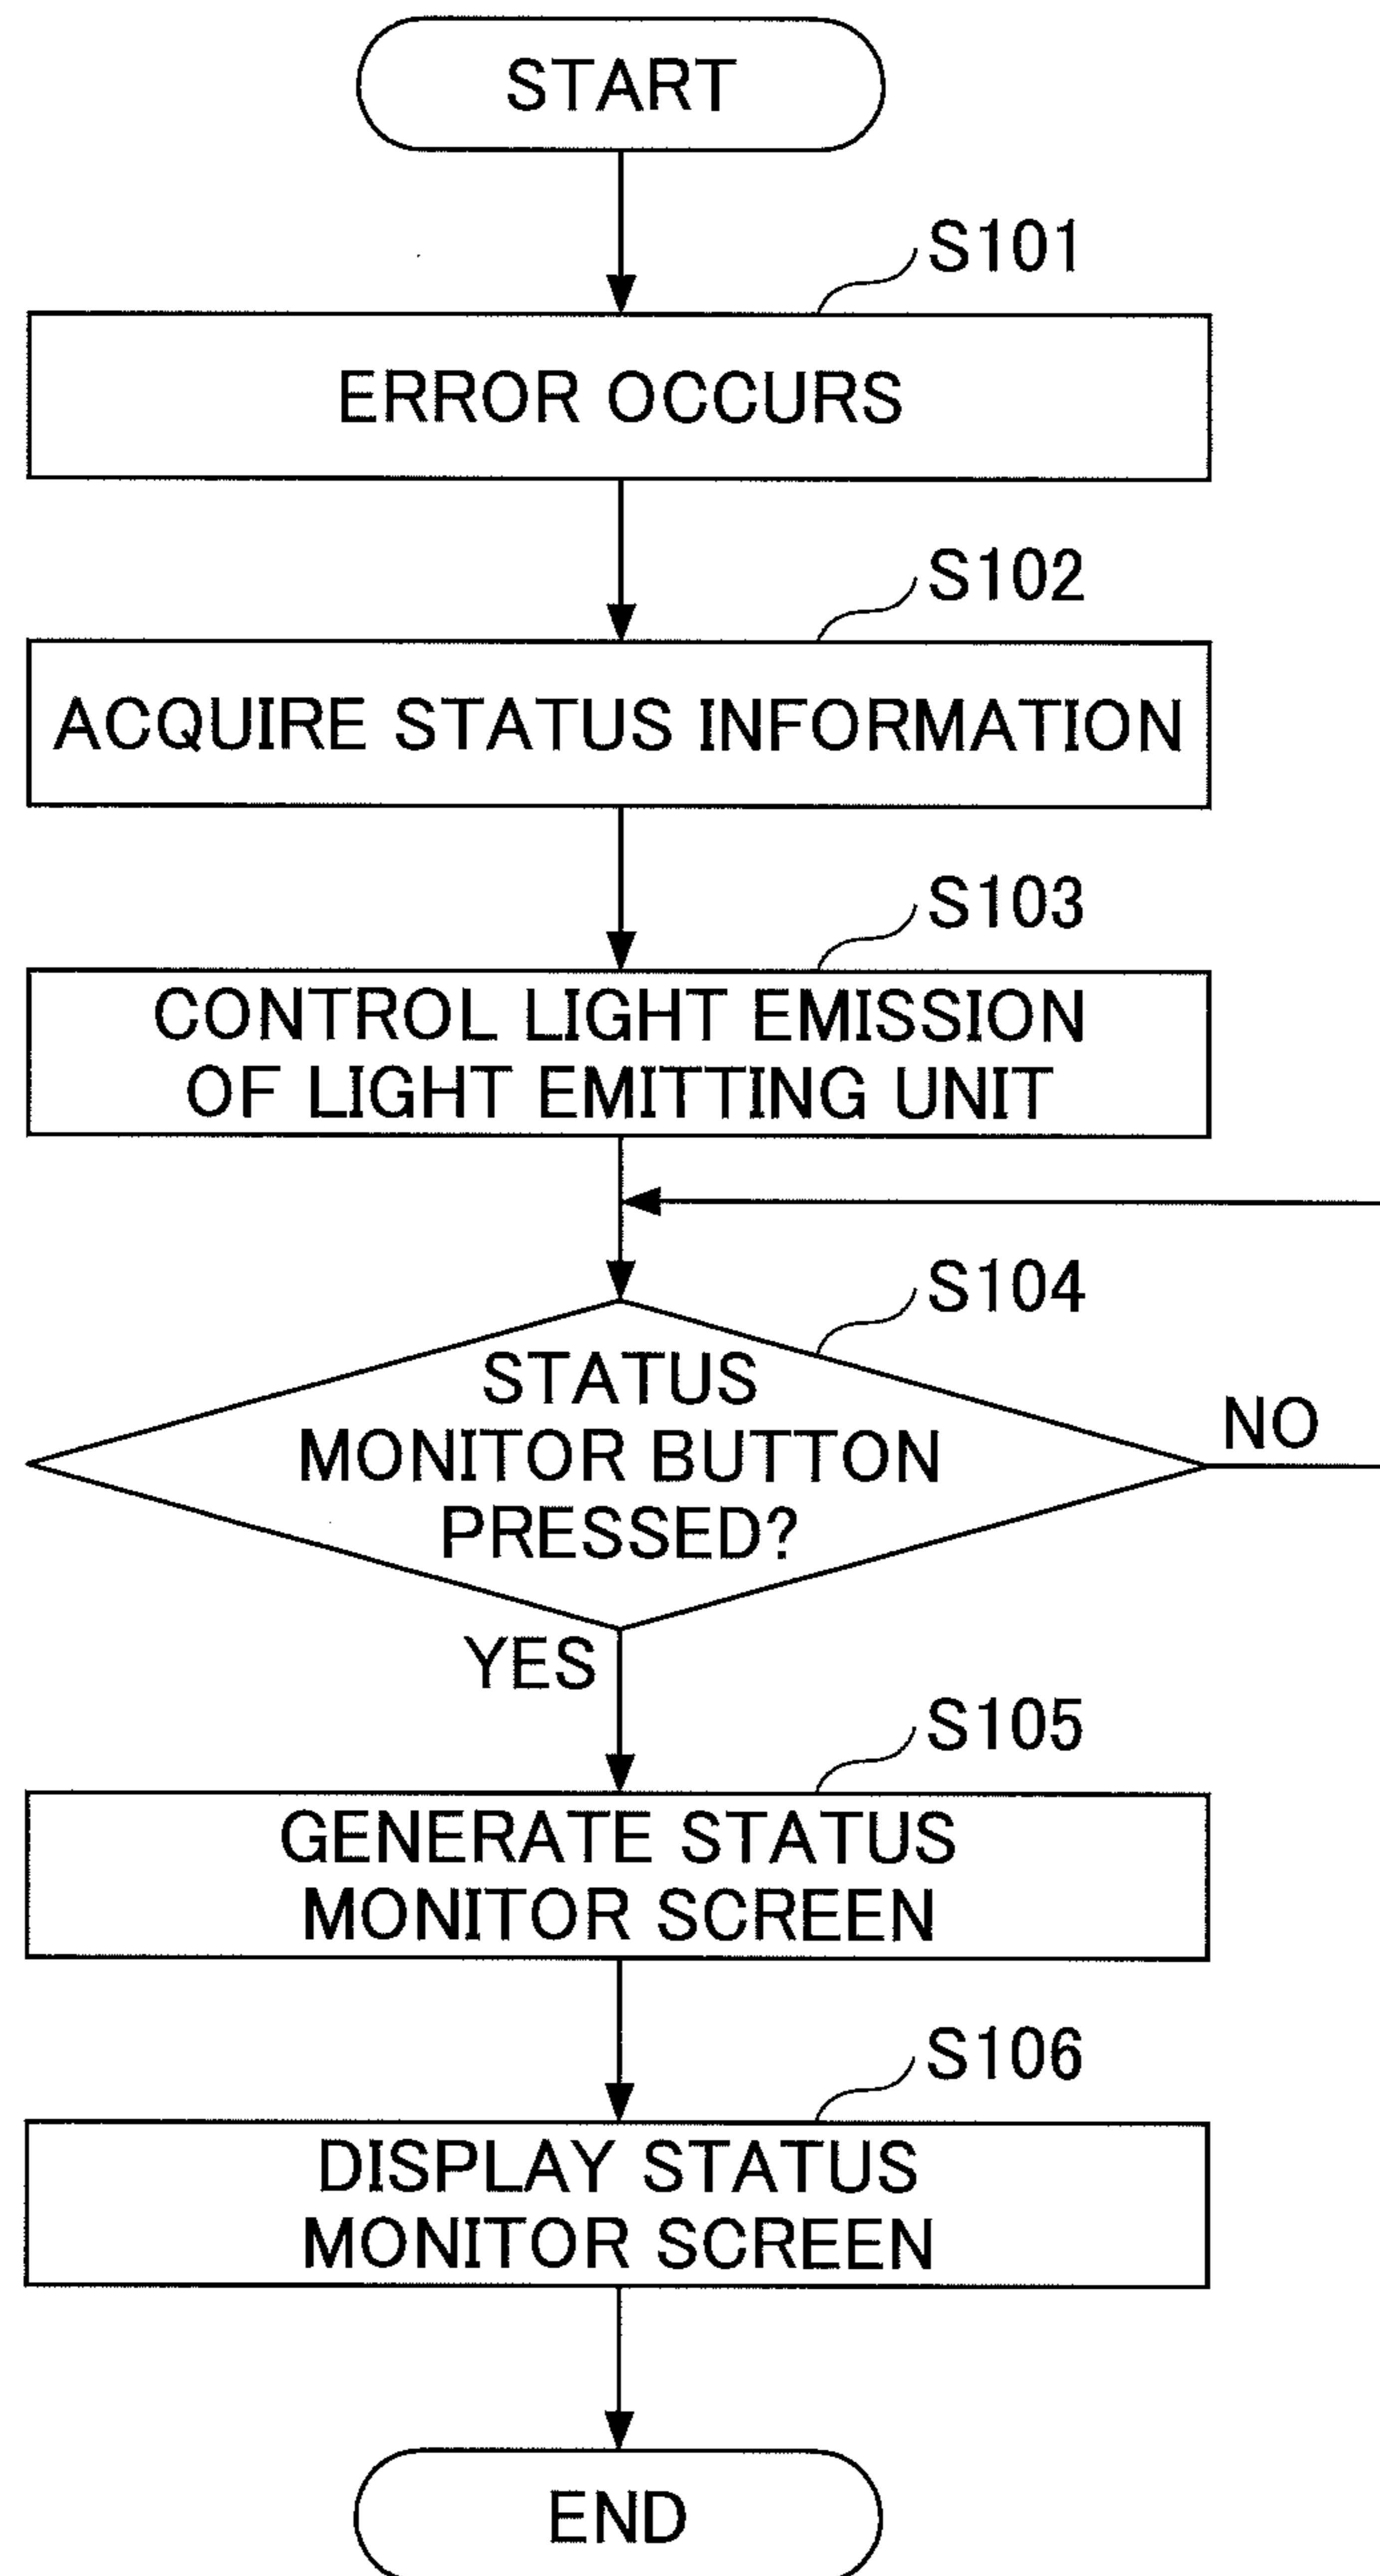 START
S101
ERROR OCCURS
S102
ACQUIRE STATUS INFORMATION
S103
CONTROL LIGHT EMISSION
OF LIGHT EMITTING UNIT
S104
STATUS
MONITOR BUTTON
PRESSED?
NO
YES
S105
GENERATE STATUS
MONITOR SCREEN
S106
DISPLAY STATUS
MONITOR SCREEN
END